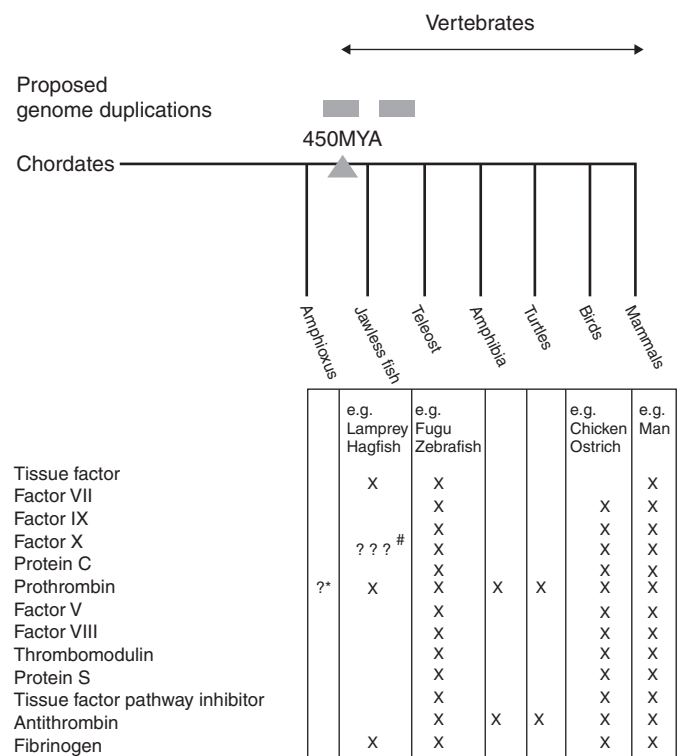 Vertebrates
Proposed
genome duplications
450MYA
Chordates
Amphioxus
Jawless fish
Teleost
Amphibia
Turtles
Birds
Mammals
e.g. e.g. e.g. e.g.
Lamprey Fugu Chicken Man
Hagfish Zebrafish Ostrich
Tissue factor X X X
Factor VII X X X
Factor IX X X X
Factor X ? ? ? # X X X
Protein C X X X
Prothrombin ?* X X X X X X
Factor V X X X
Factor VIII X X X
Thrombomodulin X X X
Protein S X X X
Tissue factor pathway inhibitor X X X
Antithrombin X X X X X
Fibrinogen X X X X